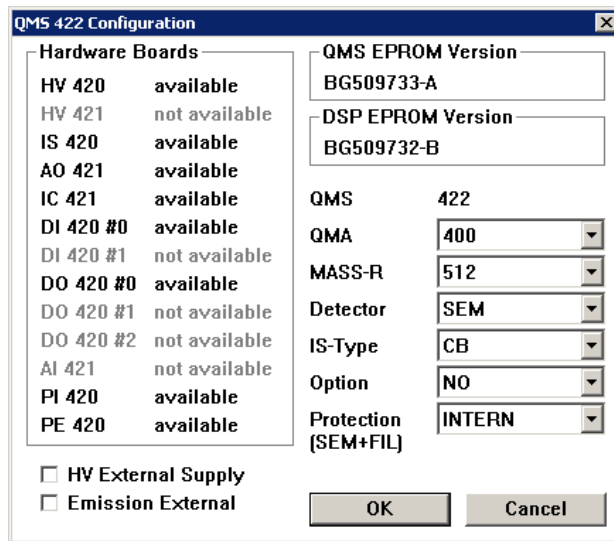 QMS 422 Configuration
Hardware Boards
HV 420 available
HV 421 not available
IS 420 available
AO 421 available
IC 421 available
DI 420 #0 available
DI 420 #1 not available
DO 420 #0 available
DO 420 #1 not available
DO 420 #2 not available
AI 421 not available
PI 420 available
PE 420 available
HV External Supply
Emission External
QMS EPROM Version
BG509733-A
DSP EPROM Version
BG509732-B
QMS 422
QMA 400
MASS-R 512
Detector SEM
IS-Type CB
Option NO
Protection INTERN
(SEM+FIL)
OK Cancel